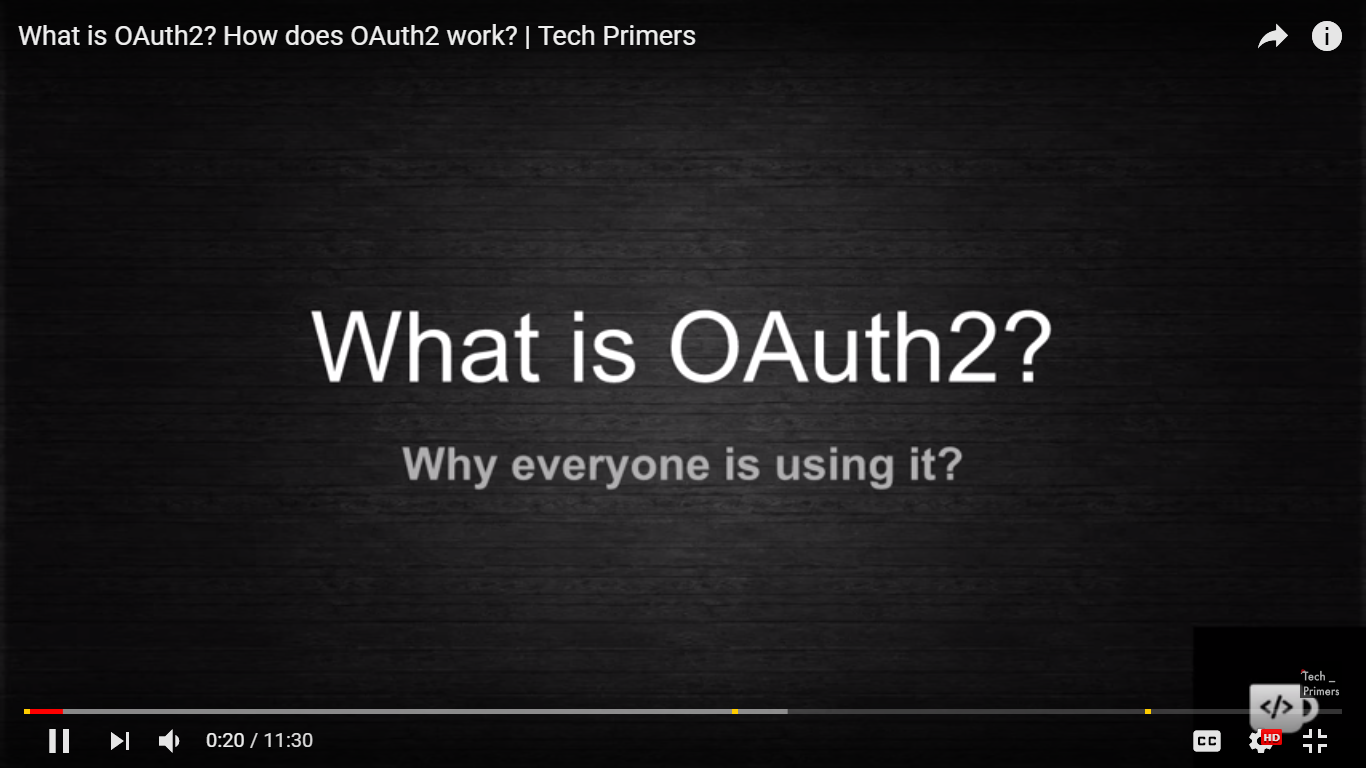 What is OAuth2? How does OAuth2 work? | Tech Primers
What is OAuth2?
Why everyone is using it?
Tech _
Primers
</>
0:20 / 11:30
CC
HD